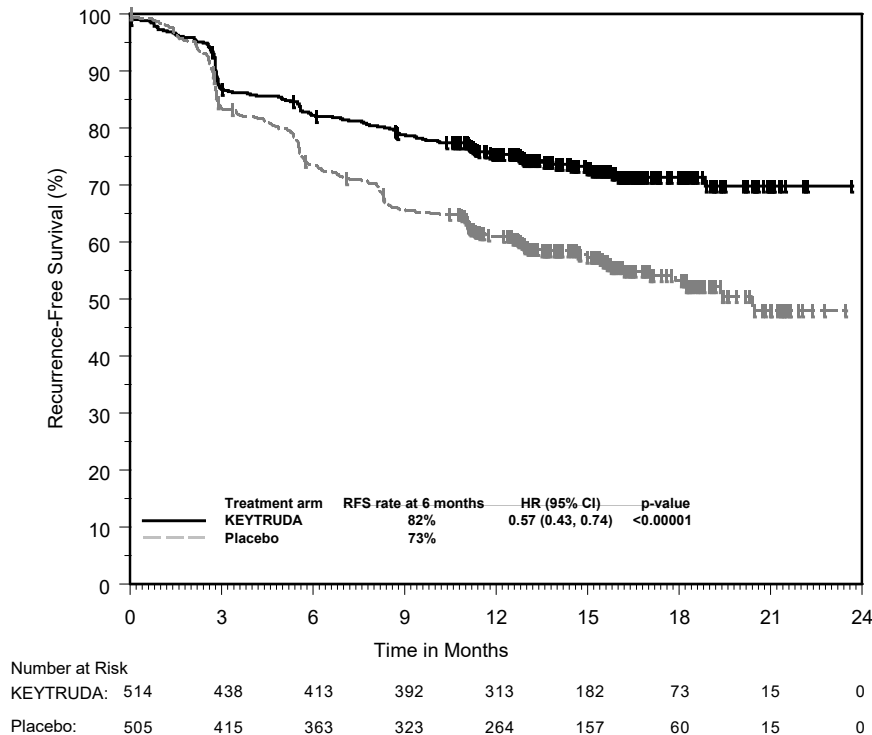 100
90
80
70
60
50
40
30
20
10
0
Recurrence-Free Survival (%)
Treatment arm RFS rate at 6 months HR (95% CI) p-value
KEYTRUDA 82% 0.57 (0.43, 0.74) <0.00001
Placebo 73%
0 3 6 9 12 15 18 21 24
Time in Months
Number at Risk
KEYTRUDA: 514 438 413 392 313 182 73 15 0
Placebo: 505 415 363 323 264 157 60 15 0